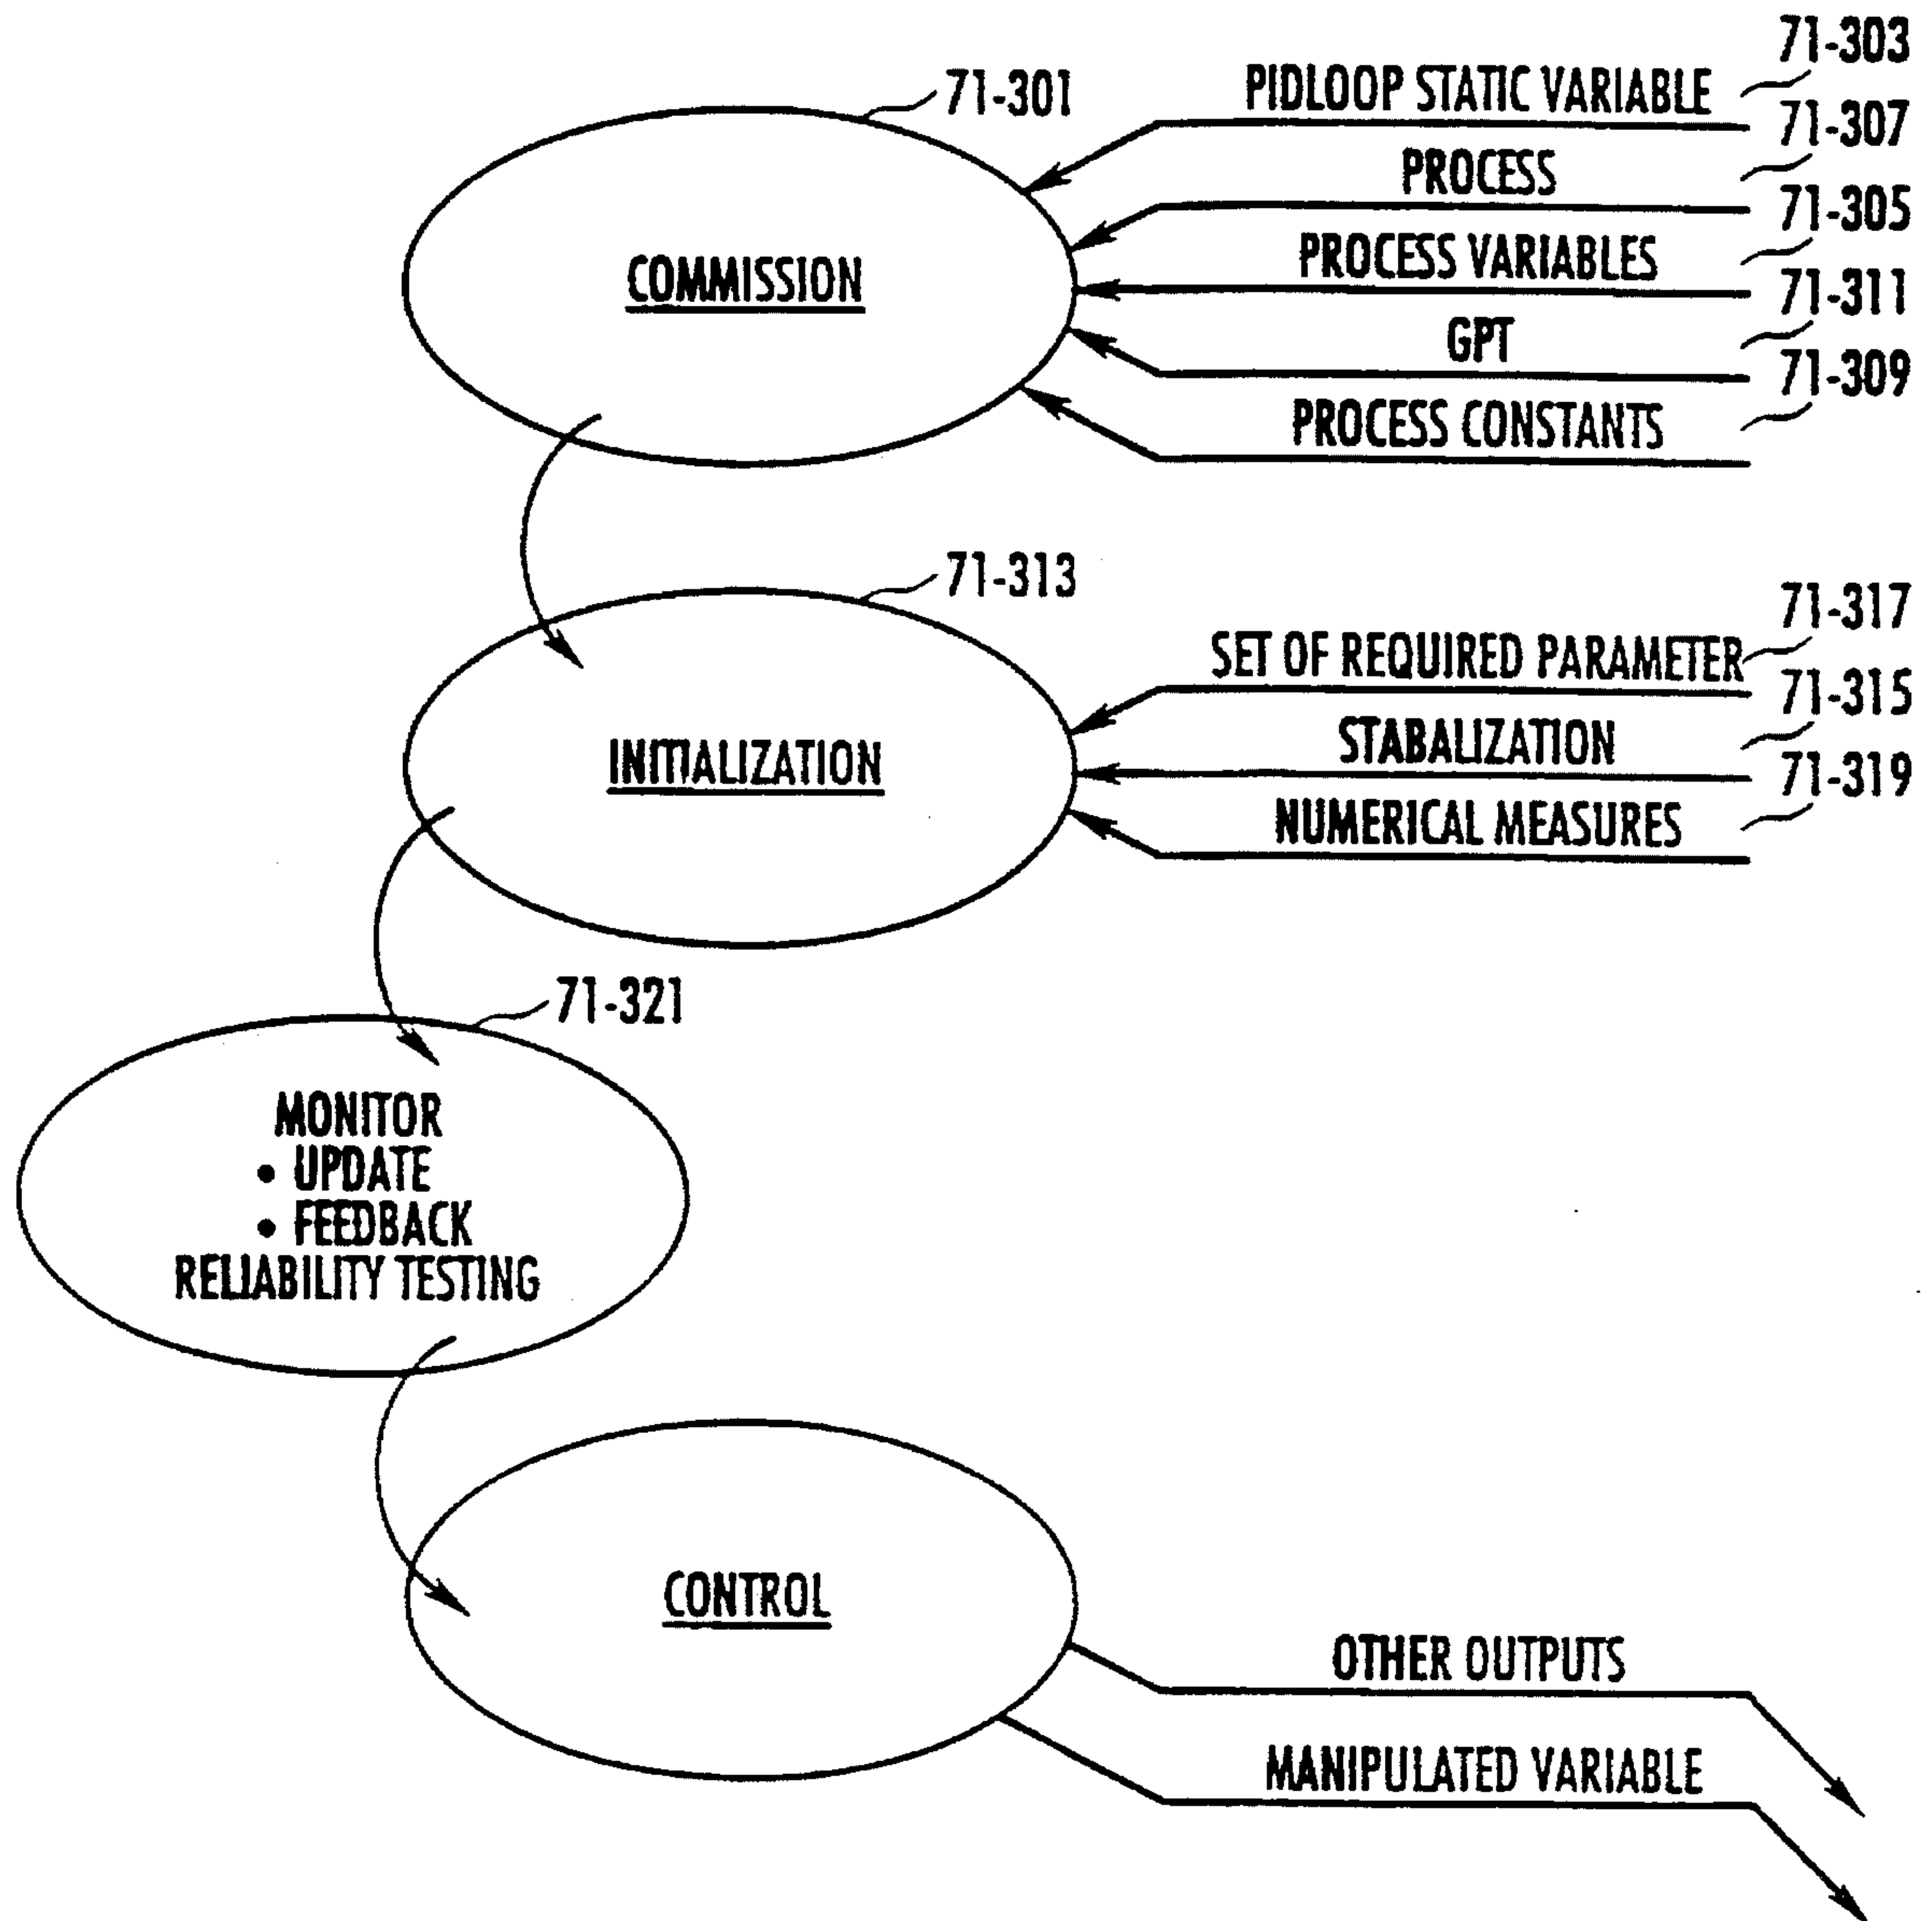 71-303
71-301
PIDLOOP STATIC VARIABLE
71-307
PROCESS
71-305
PROCESS VARIABLES
COMMISSION
71-311
GPT
71-309
PROCESS CONSTANTS
71-313
71-317
SET OF REQUIRED PARAMETER
71-315
STABALIZATION
INITIALIZATION
71-319
NUMERICAL MEASURES
71-321
MONITOR
• UPDATE
• FEEDBACK
RELIABILITY TESTING
CONTROL
OTHER OUTPUTS
MANIPULATED VARIABLE